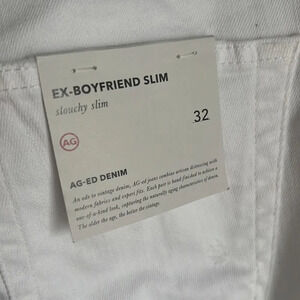 EX-BOYFRIEND SLIM
slouchy slim
32
AG
AG-ED DENIM
An ode to vintage denim, AG-ed jeans combine artisan distressing with
modern fabrics and expert fits. Each pair is hand finished to achieve a
one-of-a-kind look, capturing the naturally aging characteristics of denim.
The older the age, the better the vintage.